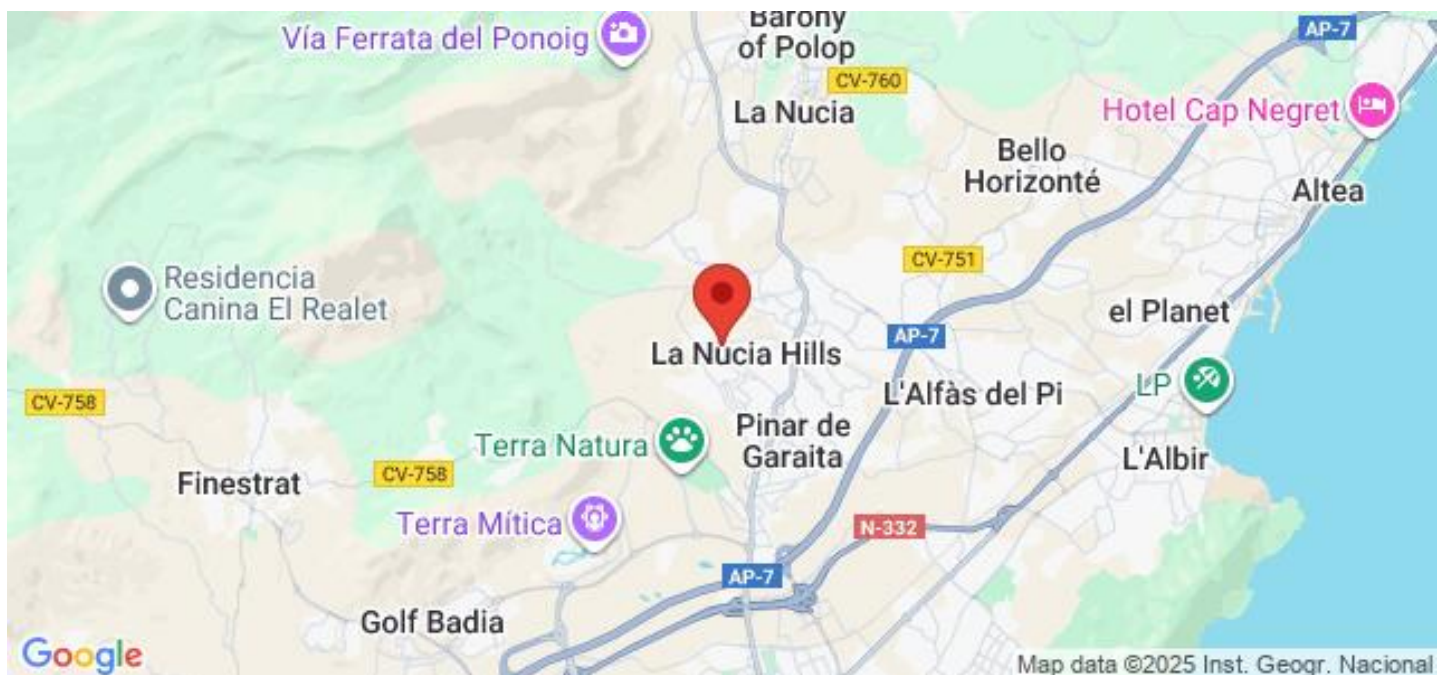 Barony
of Polop
AP-7
Vía Ferrata del Ponoig
CV-760
La Nucia
Hotel Cap Negret
Bello
Horizonté
Altea
CV-751
Residencia
Canina El Realet
el Planet
AP-7
La Nucia Hills
LP
L'Alfàs del Pi
CV-758
Pinar de
Garaita
Terra Natura
L'Albir
CV-758
Finestrat
Terra Mítica
N-332
AP-7
Golf Badia
Google
Map data ©2025 Inst. Geogr. Nacional